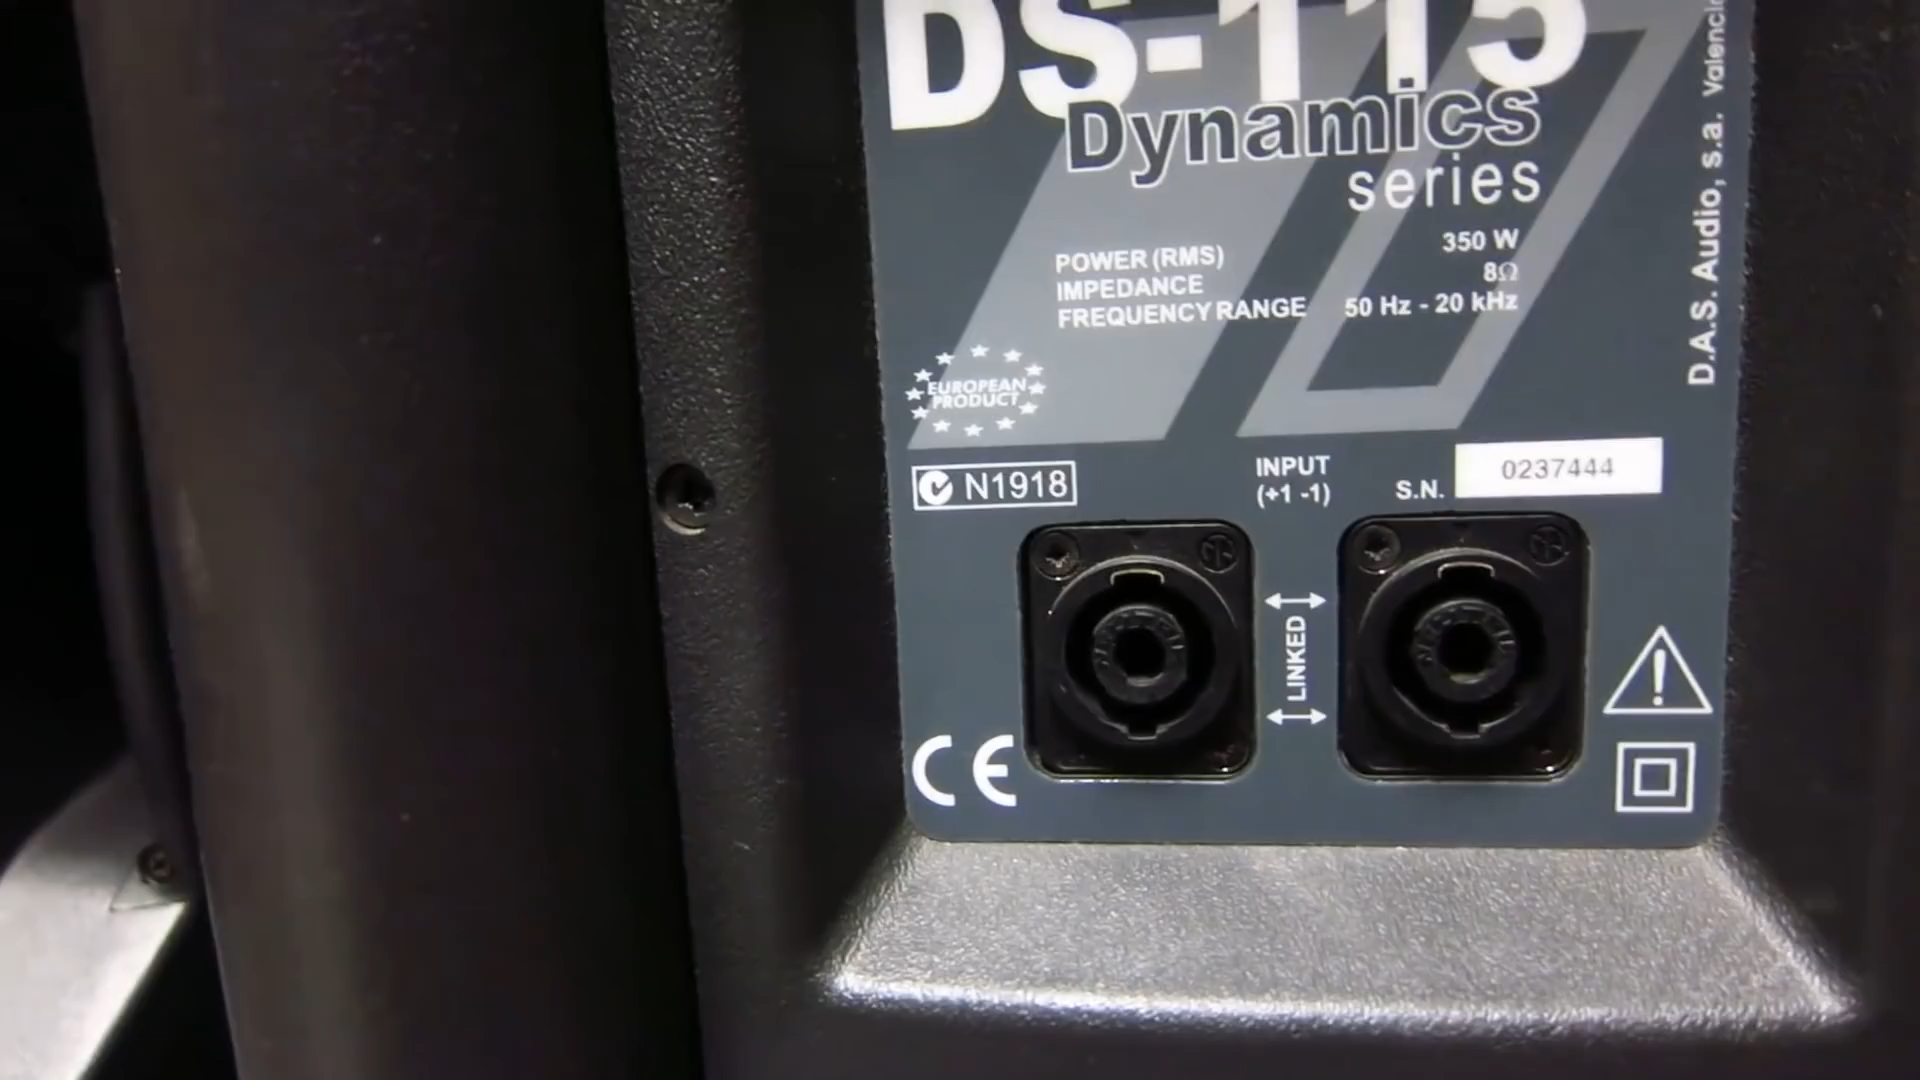 DS-115
Dynamics
series
POWER (RMS) 350 W
IMPEDANCE 8Ω
FREQUENCY RANGE 50 Hz - 20 kHz
EUROPEAN
PRODUCT
N1918
INPUT
(+1 -1)
S.N. 0237444
LINKED
CE
D.A.S. Audio, s.a.